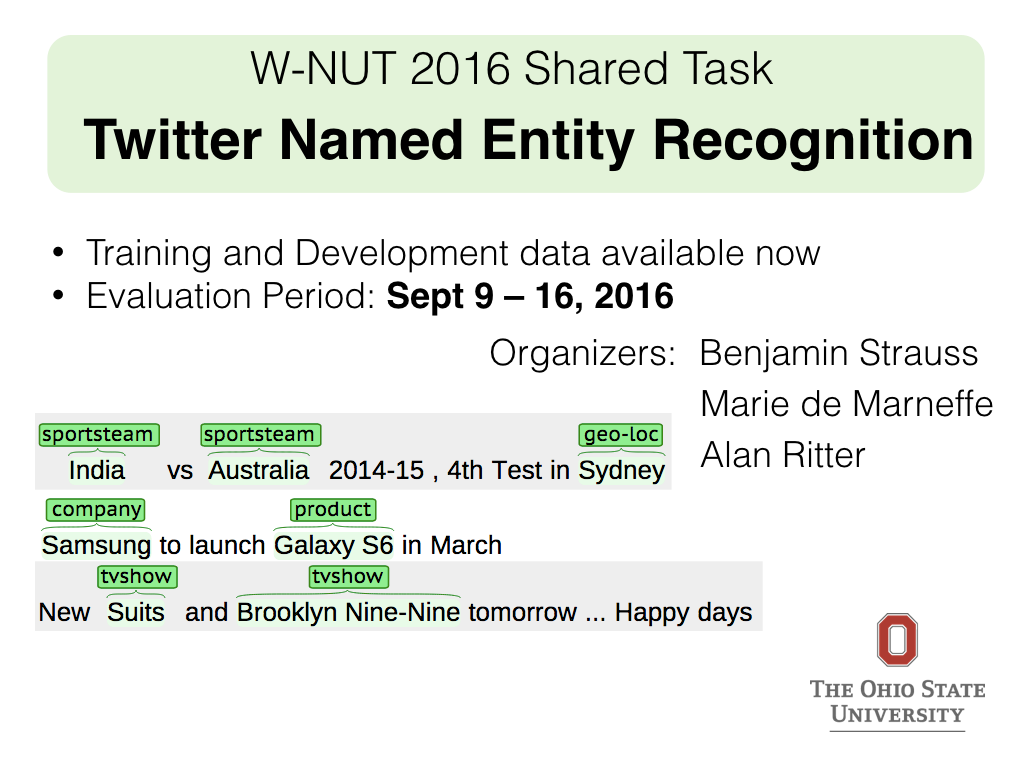 W-NUT 2016 Shared Task
Twitter Named Entity Recognition
• Training and Development data available now
• Evaluation Period: Sept 9 – 16, 2016
Organizers: Benjamin Strauss
Marie de Marneffe
Alan Ritter
sportsteam sportsteam geo-loc
India vs Australia 2014-15 , 4th Test in Sydney
company product
Samsung to launch Galaxy S6 in March
tvshow tvshow
New Suits and Brooklyn Nine-Nine tomorrow ... Happy days
The Ohio State
University